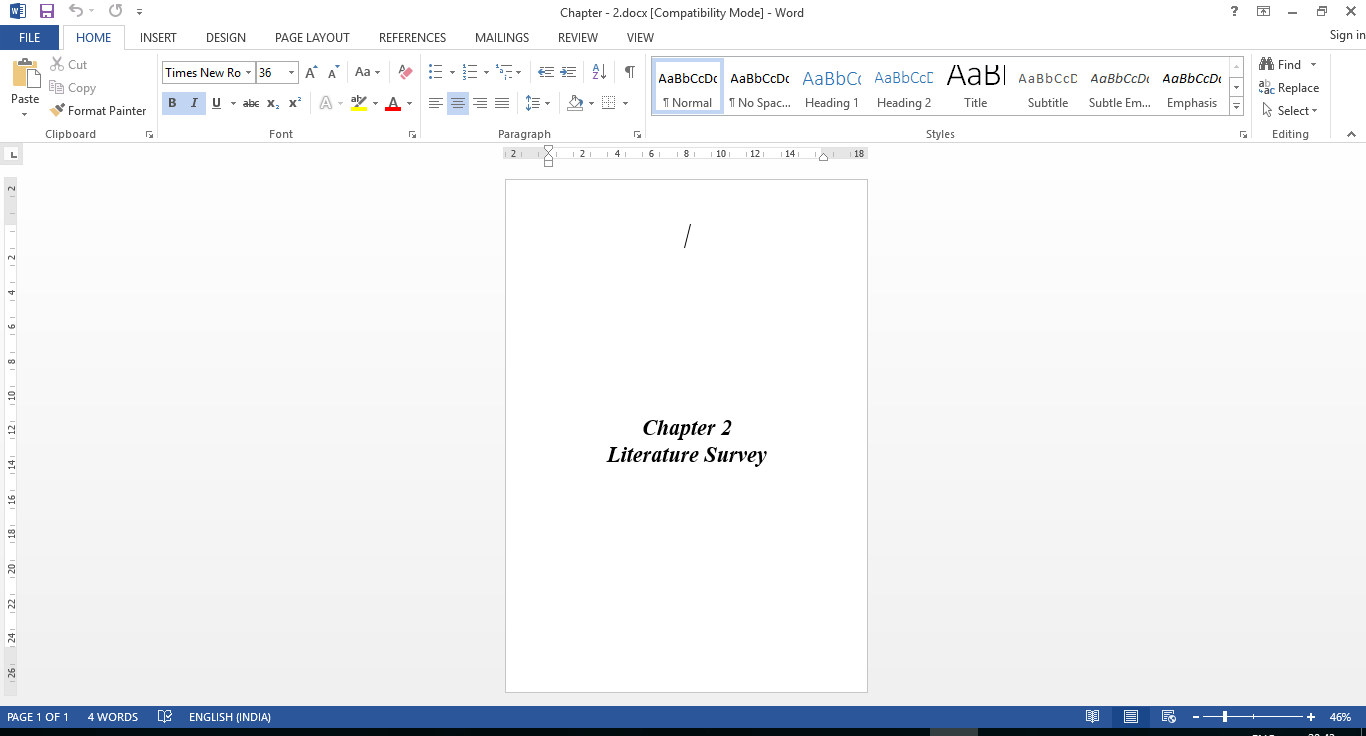 Chapter - 2.docx [Compatibility Mode] - Word
?
FILE HOME INSERT DESIGN PAGE LAYOUT REFERENCES MAILINGS REVIEW VIEW Sign in
Paste
Cut
Copy
Format Painter
Clipboard
Times New Ro 36 A A Aa
B I U abc x₂ x² A ab A
Font
A Z ¶
Paragraph
AaBbCcDc AaBbCcDc AaBbCc AaBbCcD AaBl AaBbCcD AaBbCcDc AaBbCcDc
¶ Normal ¶ No Spac... Heading 1 Heading 2 Title Subtitle Subtle Em... Emphasis
Styles
Find
Replace
Select
Editing
L
2 2 4 6 8 10 12 14 18
2
2
4
6
8
10
12
14
16
18
20
22
24
26
Chapter 2
Literature Survey
PAGE 1 OF 1 4 WORDS ENGLISH (INDIA) 46%